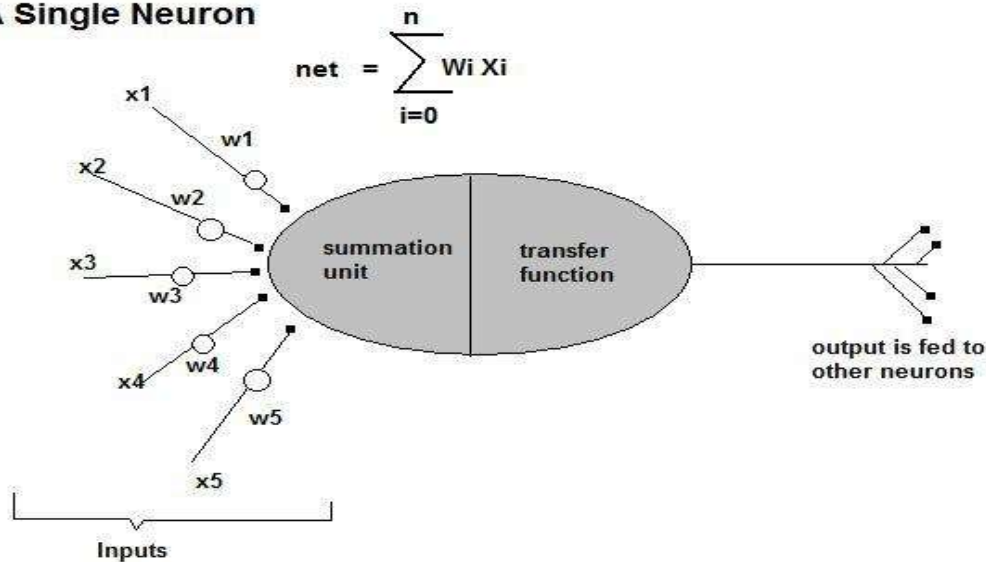 A Single Neuron
n
net = ∑ Wi Xi
i=0
x1
w1
x2
w2
x3
w3
x4
w4
x5
w5
summation
unit
transfer
function
output is fed to
other neurons
Inputs